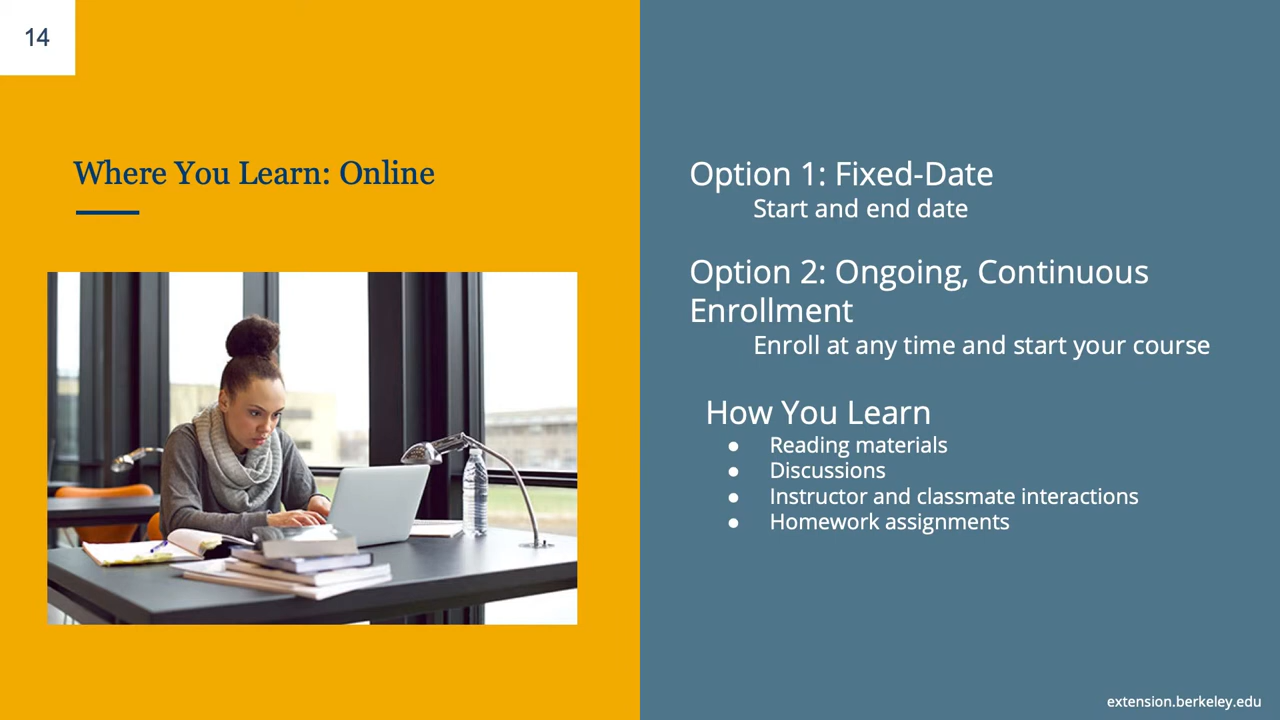 14
Where You Learn: Online
Option 1: Fixed-Date
Start and end date
Option 2: Ongoing, Continuous
Enrollment
Enroll at any time and start your course
How You Learn
● Reading materials
● Discussions
● Instructor and classmate interactions
● Homework assignments
extension.berkeley.edu